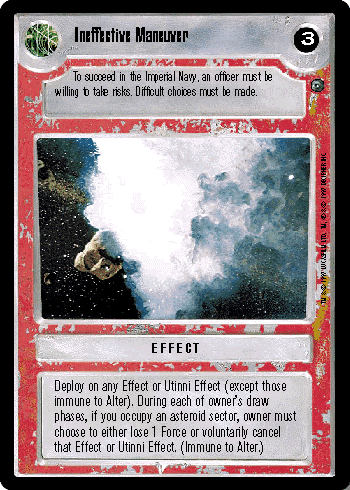 Ineffective Maneuver
3
To succeed in the Imperial Navy, an officer must be
willing to take risks. Difficult choices must be made.
EFFECT
Deploy on any Effect or Utinni Effect (except those
immune to Alter). During each of owner's draw
phases, if you occupy an asteroid sector, owner must
choose to either lose 1 Force or voluntarily cancel
that Effect or Utinni Effect. (Immune to Alter.)